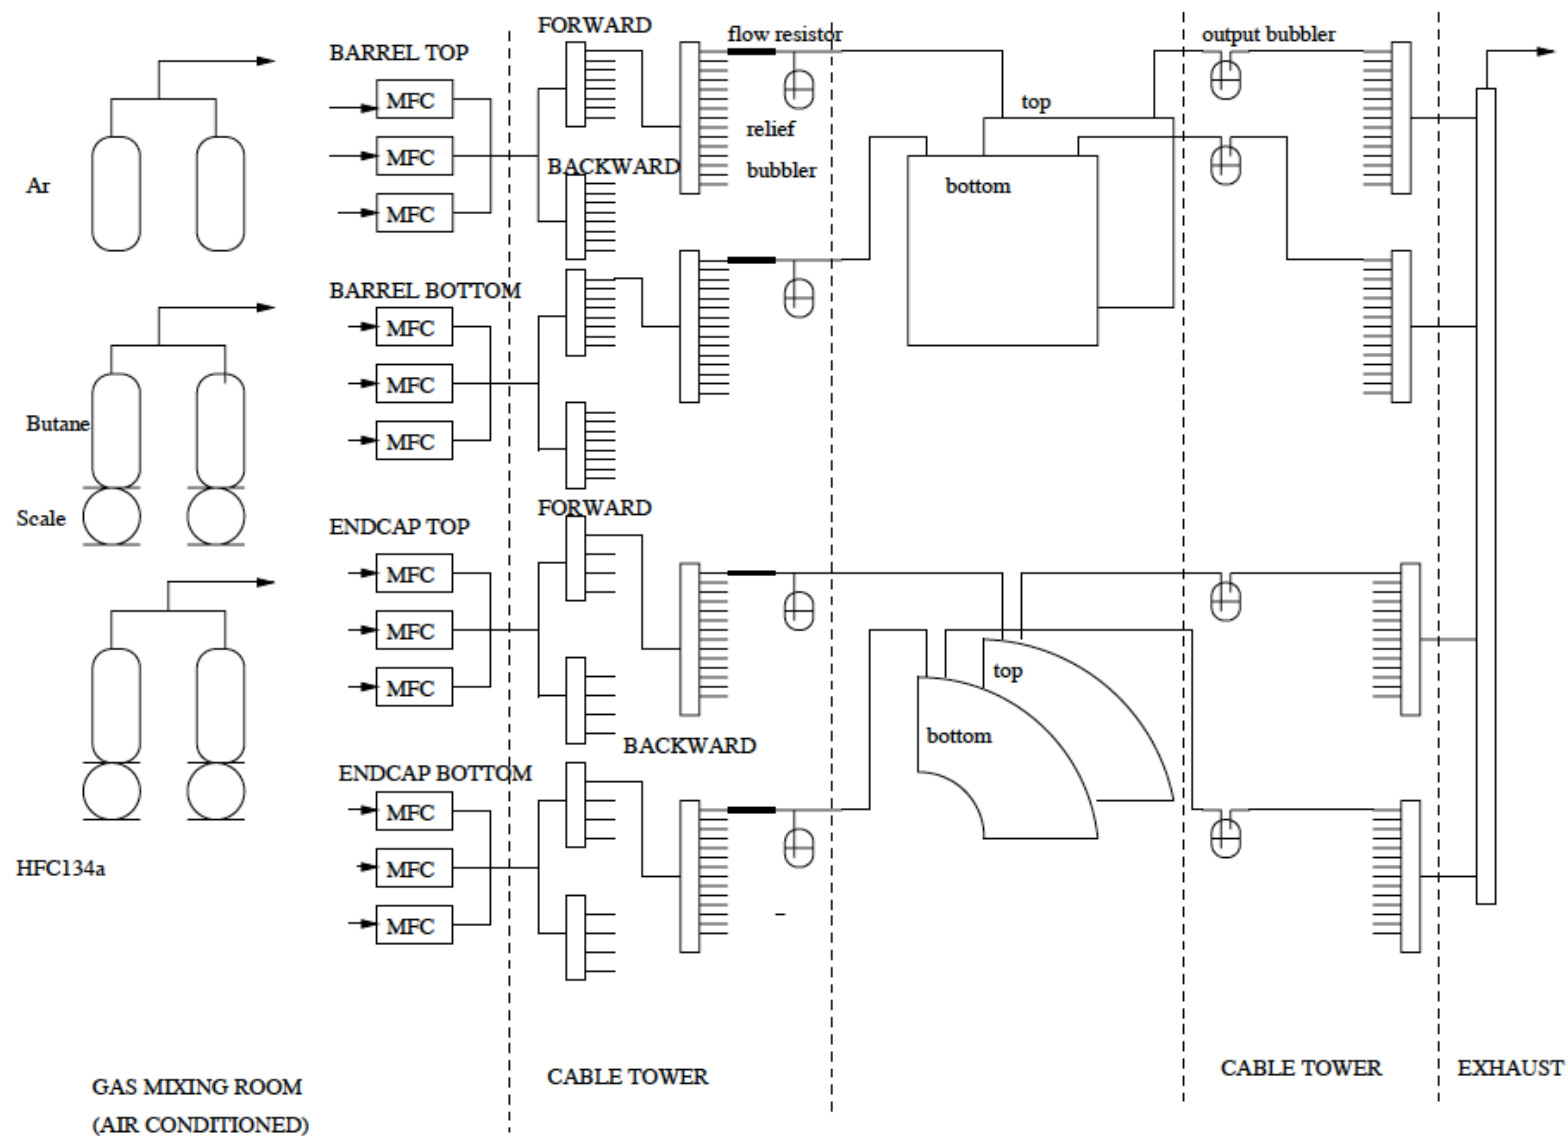 FORWARD
flow resistor
output bubbler
BARREL TOP
MFC
top
MFC
relief
MFC
BACKWARD
bubbler
Ar
bottom
MFC
BARREL BOTTOM
MFC
MFC
Butane
MFC
Scale
FORWARD
ENDCAP TOP
MFC
MFC
top
MFC
bottom
BACKWARD
ENDCAP BOTTOM
MFC
HFC134a
MFC
MFC
CABLE TOWER
CABLE TOWER
EXHAUST
GAS MIXING ROOM
(AIR CONDITIONED)